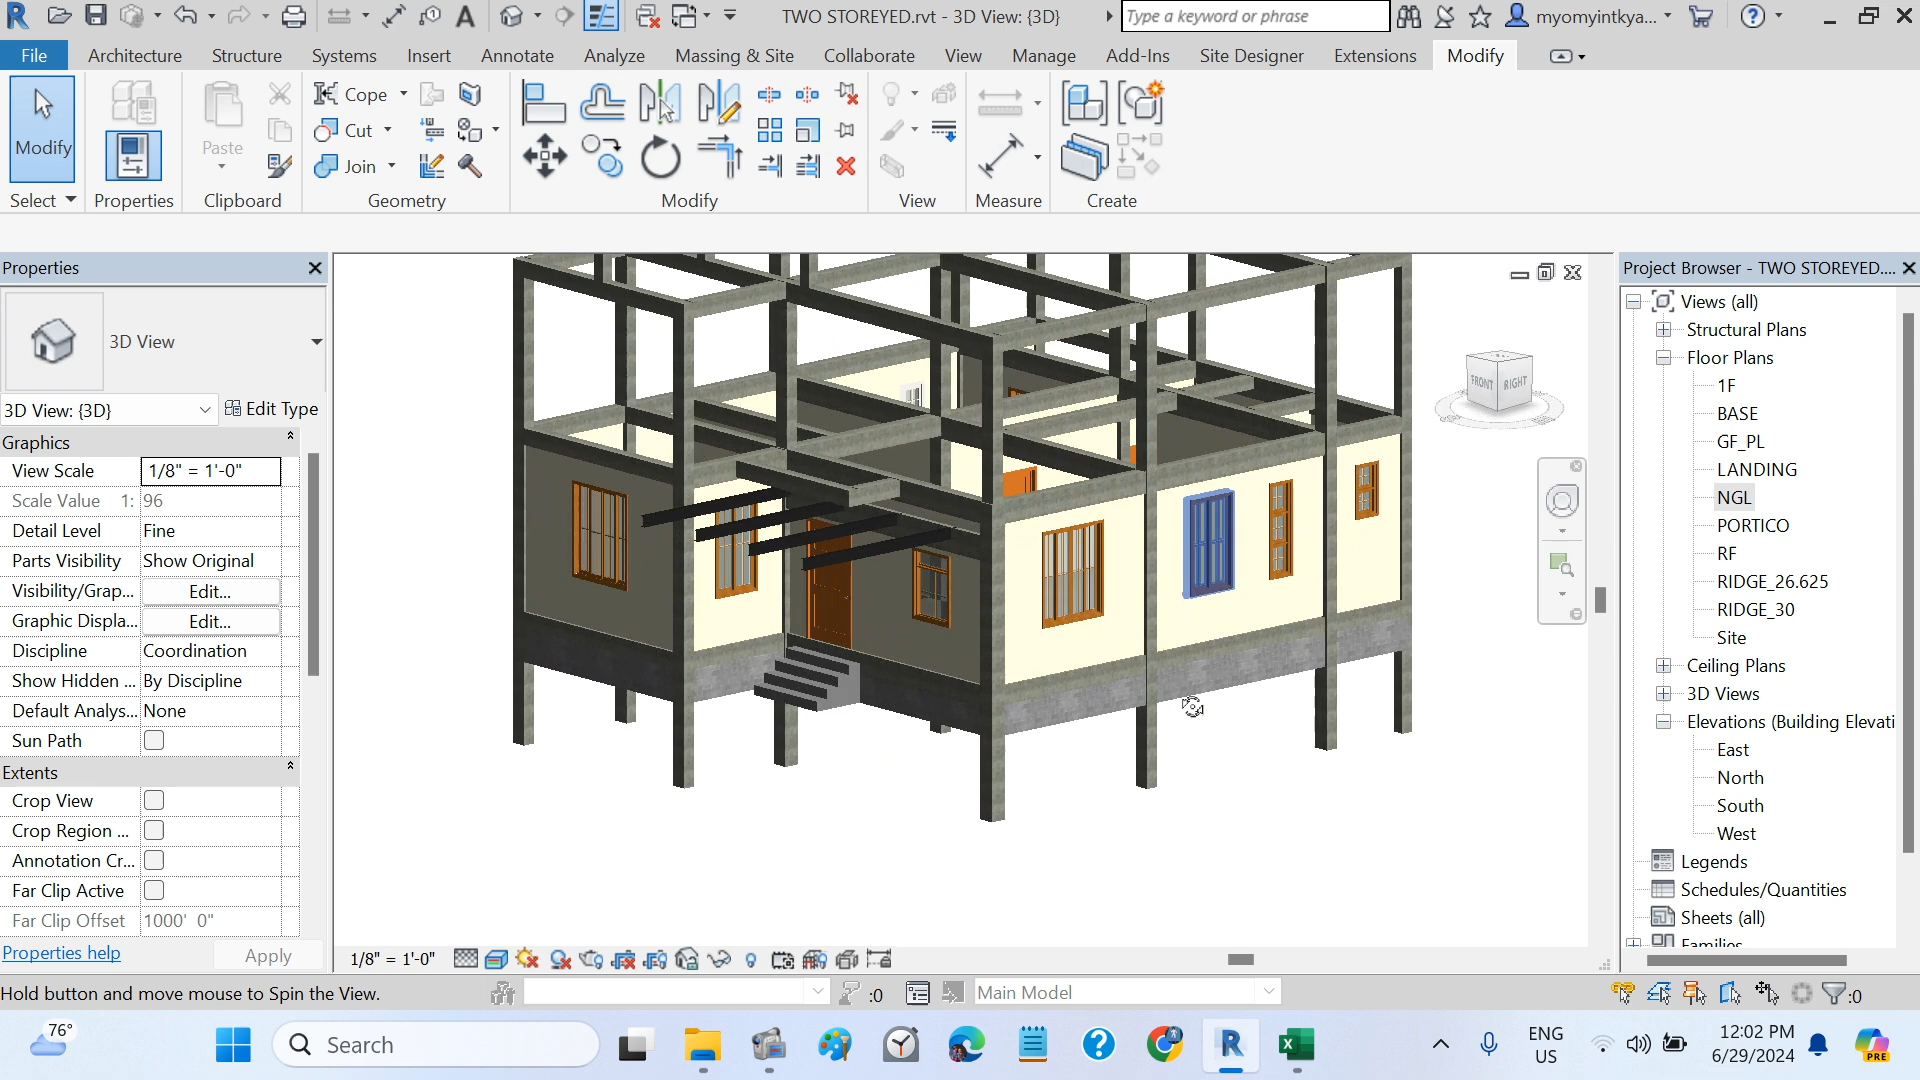 TWO STOREYED.rvt - 3D View: {3D}
Type a keyword or phrase
myomyintkya...
File Architecture Structure Systems Insert Annotate Analyze Massing & Site Collaborate View Manage Add-Ins Site Designer Extensions Modify
Modify
Paste
Cope
Cut
Join
Select Properties Clipboard Geometry Modify View Measure Create
Properties
3D View
3D View: {3D} Edit Type
Graphics
View Scale 1/8" = 1'-0"
Scale Value 1: 96
Detail Level Fine
Parts Visibility Show Original
Visibility/Grap... Edit...
Graphic Displa... Edit...
Discipline Coordination
Show Hidden ... By Discipline
Default Analys... None
Sun Path
Extents
Crop View
Crop Region ...
Annotation Cr...
Far Clip Active
Far Clip Offset 1000' 0"
Properties help Apply
FRONT RIGHT
1/8" = 1'-0"
Project Browser - TWO STOREYED....
Views (all)
Structural Plans
Floor Plans
1F
BASE
GF_PL
LANDING
NGL
PORTICO
RF
RIDGE_26.625
RIDGE_30
Site
Ceiling Plans
3D Views
Elevations (Building Elevati
East
North
South
West
Legends
Schedules/Quantities
Sheets (all)
Families
Hold button and move mouse to Spin the View.
:0
Main Model
:0
76°
Search
ENG
US
12:02 PM
6/29/2024
PRE